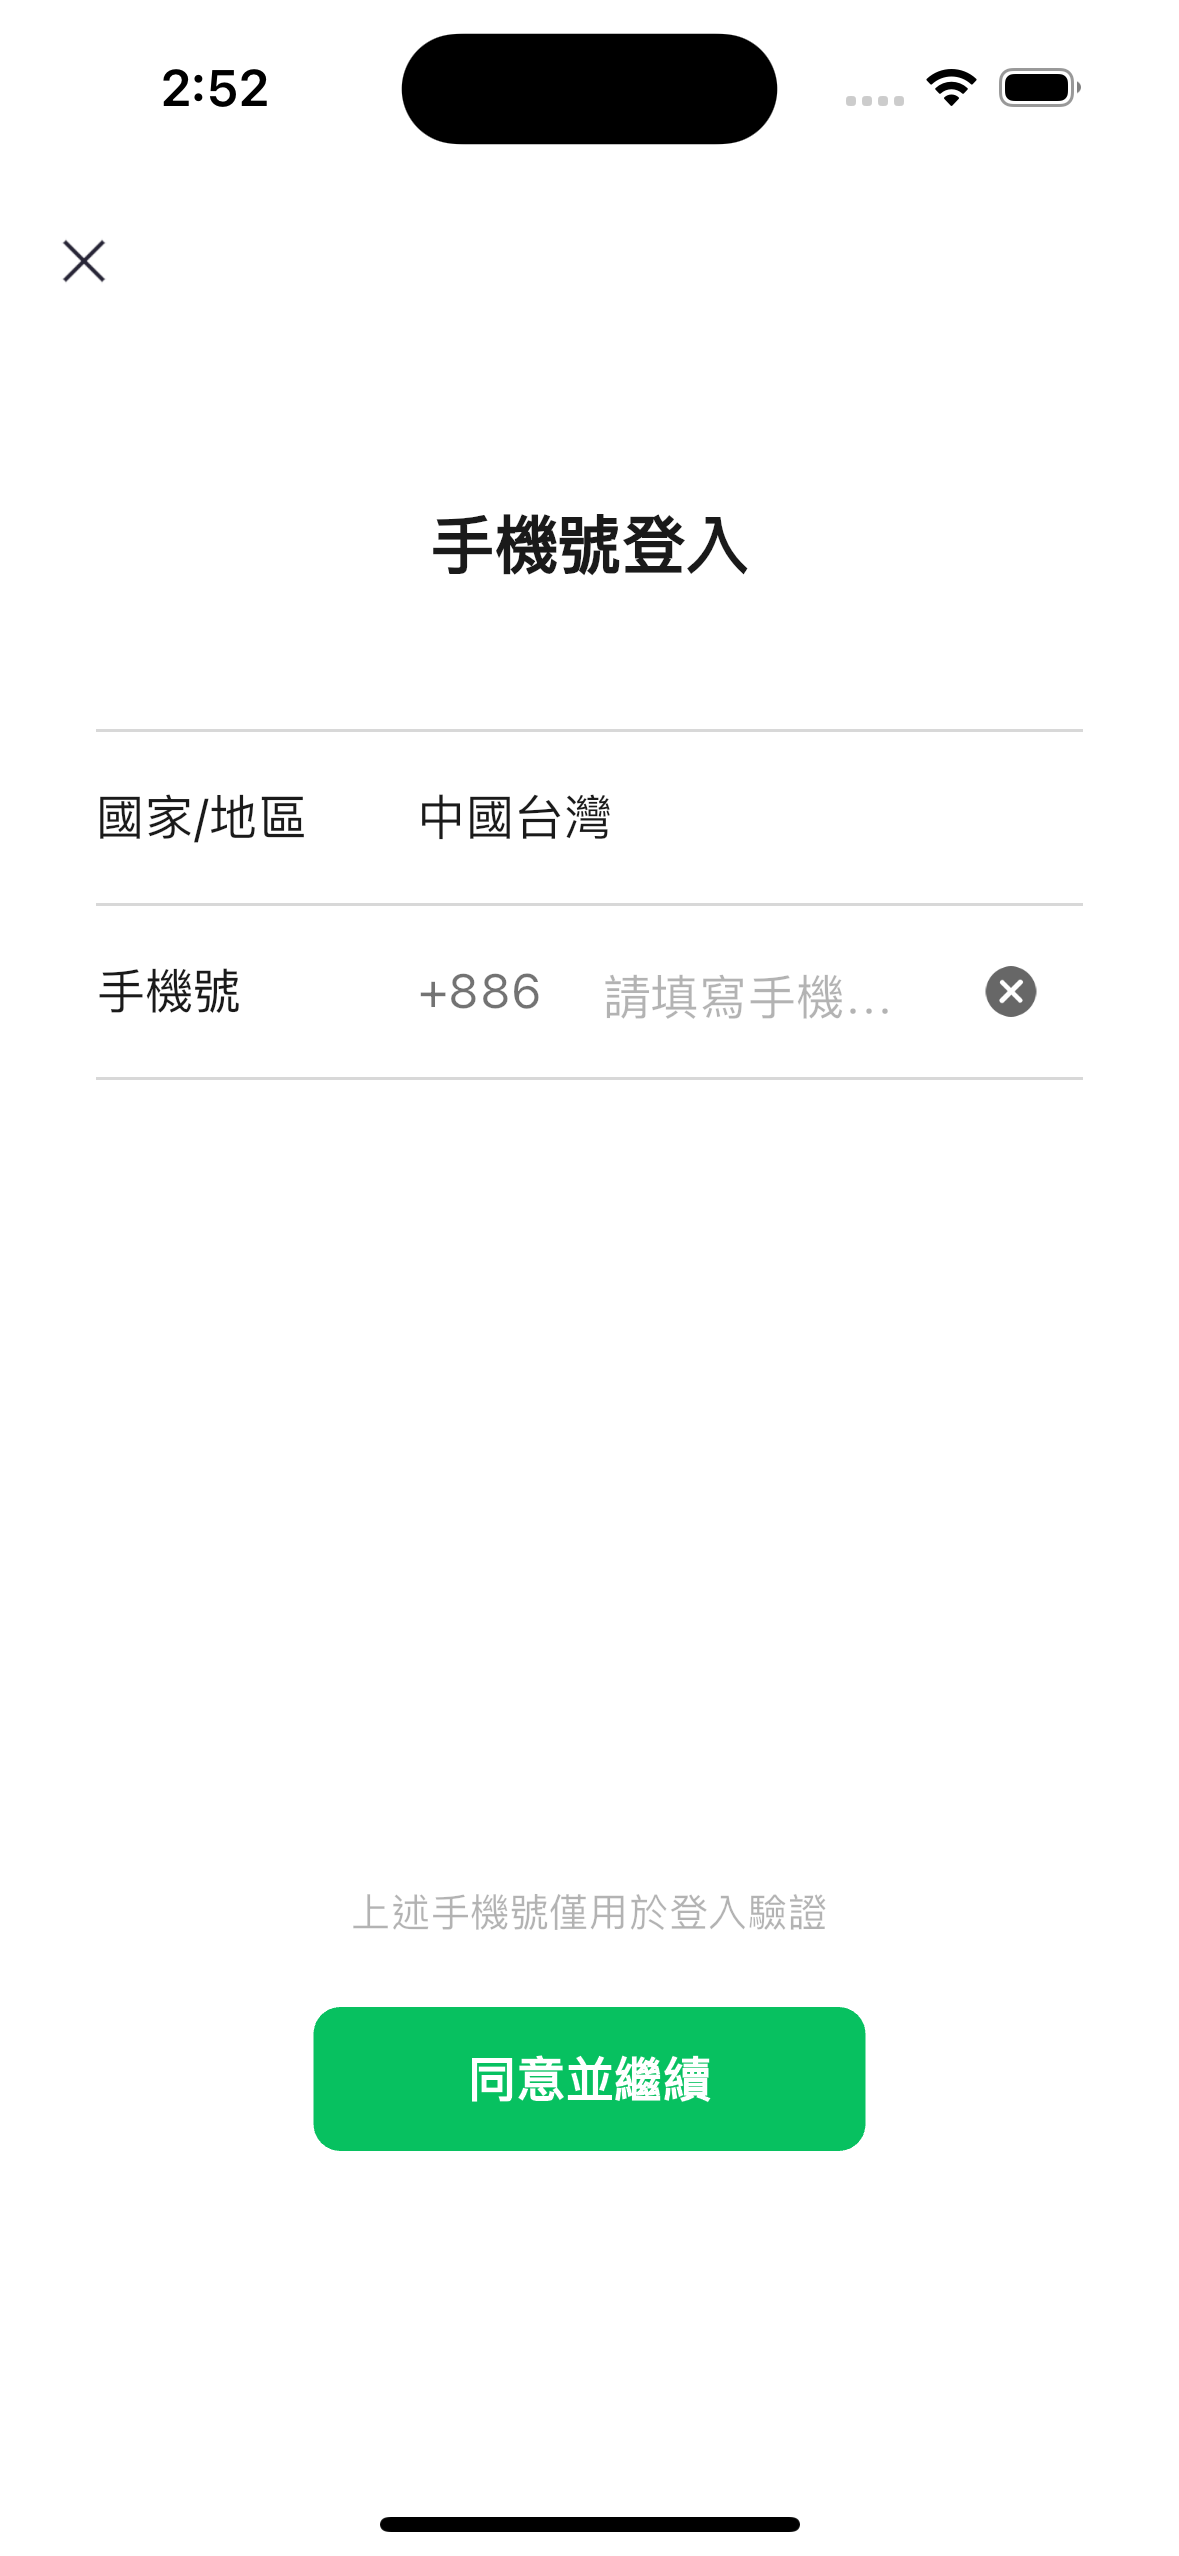 2:52
手機號登入
國家/地區 中國台灣
手機號 +886 請填寫手機...
上述手機號僅用於登入驗證
同意並繼續